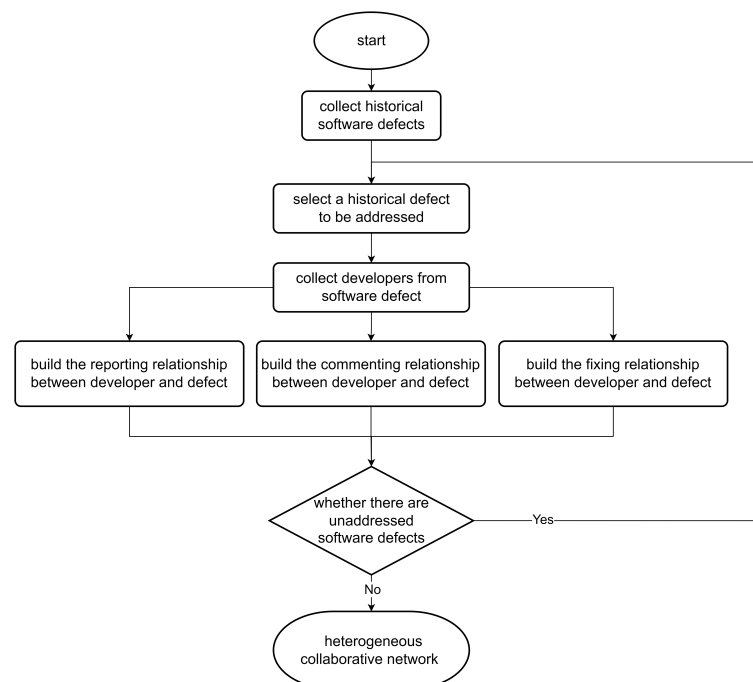 start
collect historical
software defects
select a historical defect
to be addressed
collect developers from
software defect
build the reporting relationship
between developer and defect
build the commenting relationship
between developer and defect
build the fixing relationship
between developer and defect
whether there are
unaddressed
software defects
Yes
No
heterogeneous
collaborative network